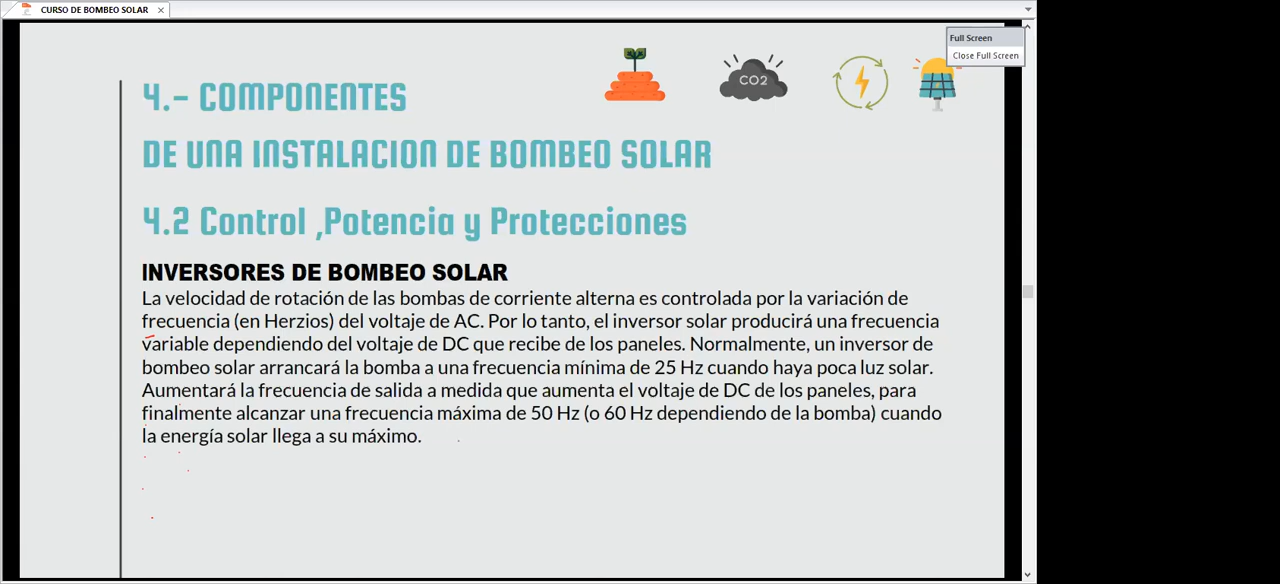 CURSO DE BOMBEO SOLAR
Full Screen
Close Full Screen
CO2
4.- COMPONENTES
DE UNA INSTALACION DE BOMBEO SOLAR
4.2 Control ,Potencia y Protecciones
INVERSORES DE BOMBEO SOLAR
La velocidad de rotación de las bombas de corriente alterna es controlada por la variación de
frecuencia (en Herzios) del voltaje de AC. Por lo tanto, el inversor solar producirá una frecuencia
variable dependiendo del voltaje de DC que recibe de los paneles. Normalmente, un inversor de
bombeo solar arrancará la bomba a una frecuencia mínima de 25 Hz cuando haya poca luz solar.
Aumentará la frecuencia de salida a medida que aumenta el voltaje de DC de los paneles, para
finalmente alcanzar una frecuencia máxima de 50 Hz (o 60 Hz dependiendo de la bomba) cuando
la energía solar llega a su máximo.